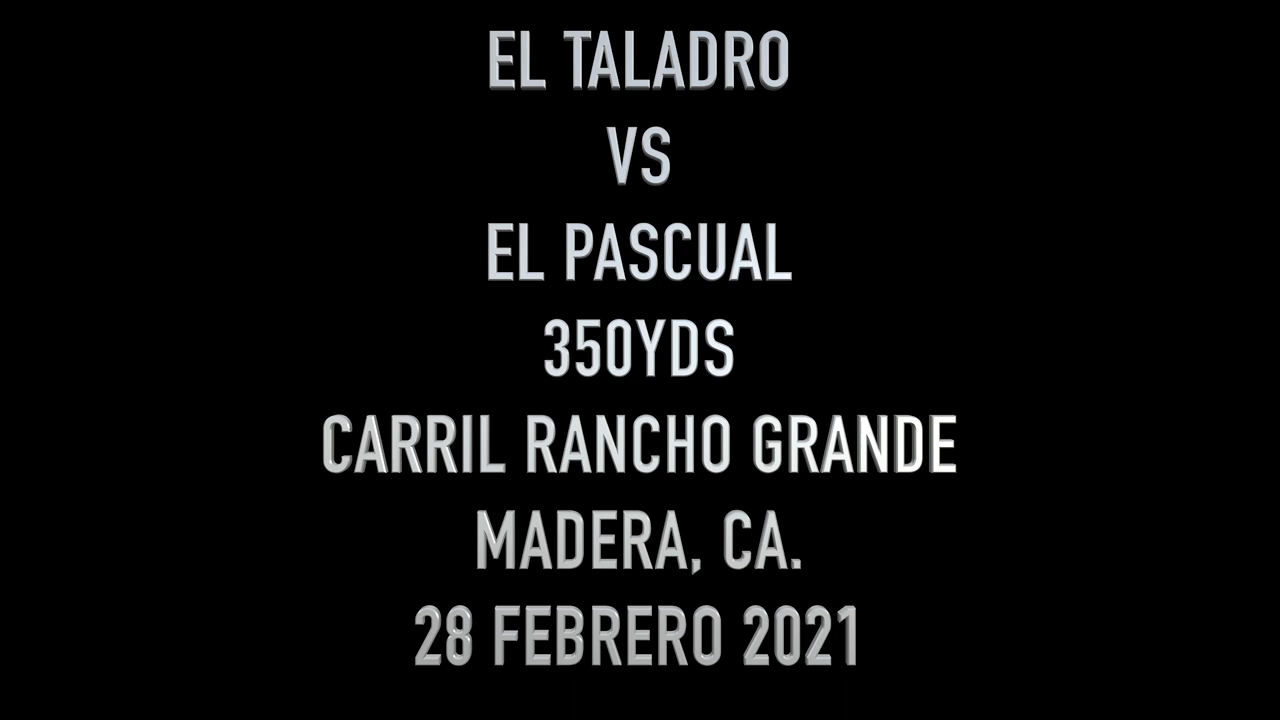 EL TALADRO
VS
EL PASCUAL
350YDS
CARRIL RANCHO GRANDE
MADERA, CA.
28 FEBRERO 2021